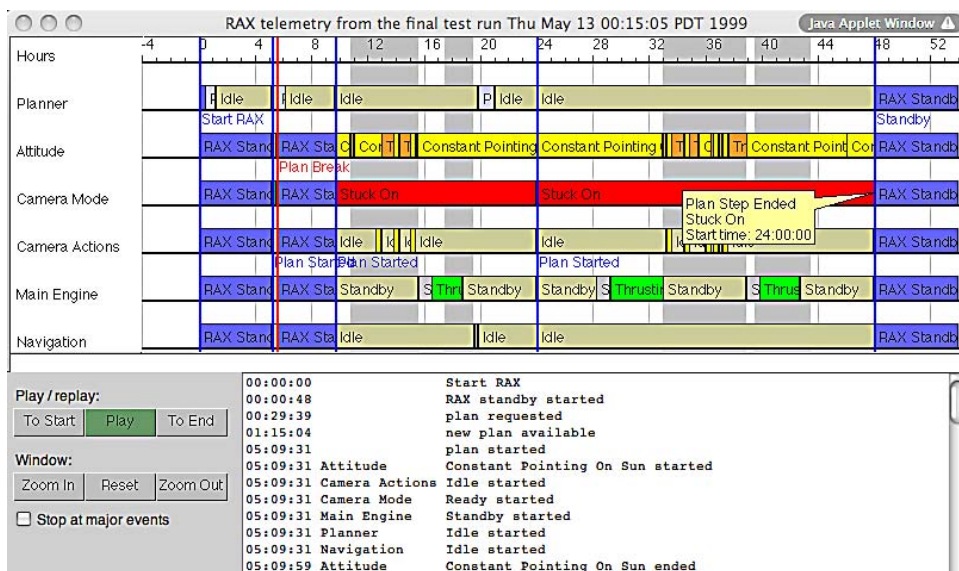 RAX telemetry from the final test run Thu May 13 00:15:05 PDT 1999
Java Applet Window
Hours -4 0 4 8 12 16 20 24 28 32 36 40 44 48 52
Planner Idle Idle Idle P Idle Idle RAX Standb
Start RAX Standby
Attitude RAX Stand RAX Sta C Con T T Constant Pointing Constant Pointing T T C Tr Constant Point Con RAX Standb
Plan Break
Camera Mode RAX Stand RAX Sta Stuck On Stuck On RAX Standb
Plan Step Ended
Stuck On
Start time: 24:00:00
Camera Actions RAX Stand RAX Sta Idle Idle Idle RAX Standb
Plan Started Plan Started Plan Started
Main Engine RAX Stand RAX Sta Standby S Thru Standby Standby S Thrustin Standby S Thrus Standby RAX Standb
Navigation RAX Stand RAX Sta Idle Idle Idle RAX Standb
Play / replay:
To Start Play To End
Window:
Zoom In Reset Zoom Out
Stop at major events
00:00:00 Start RAX
00:00:48 RAX standby started
00:29:39 plan requested
01:15:04 new plan available
05:09:31 plan started
05:09:31 Attitude Constant Pointing On Sun started
05:09:31 Camera Actions Idle started
05:09:31 Camera Mode Ready started
05:09:31 Main Engine Standby started
05:09:31 Planner Idle started
05:09:31 Navigation Idle started
05:09:59 Attitude Constant Pointing On Sun ended